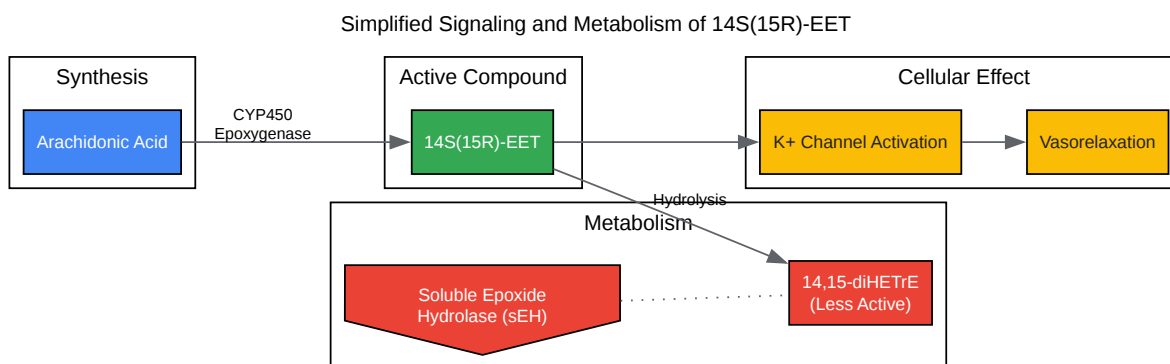 Simplified Signaling and Metabolism of 14S(15R)-EET
Synthesis
Active Compound
Cellular Effect
Arachidonic Acid
CYP450
Epoxygenase
14S(15R)-EET
K+ Channel Activation
Vasorelaxation
Hydrolysis
Metabolism
Soluble Epoxide
Hydrolase (sEH)
14,15-diHETrE
(Less Active)